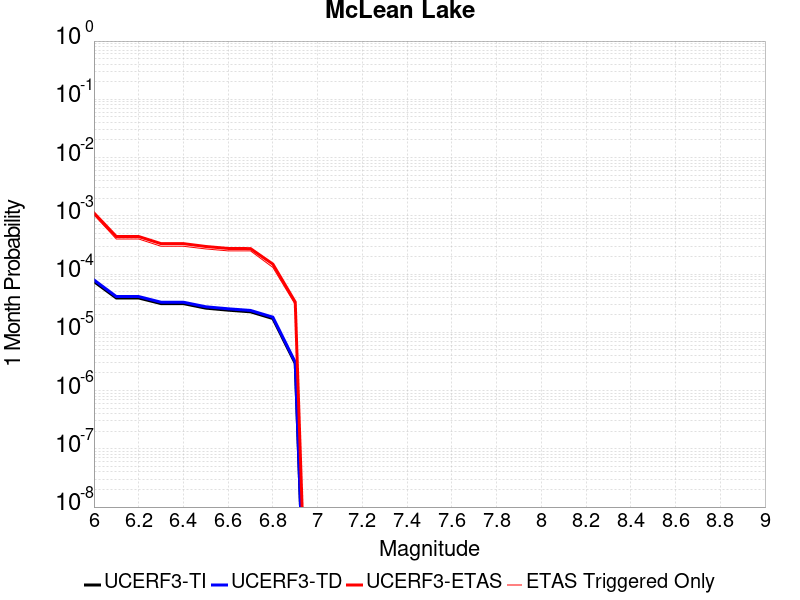 McLean Lake
1 Month Probability
10^0
10^-1
10^-2
10^-3
10^-4
10^-5
10^-6
10^-7
10^-8
6 6.2 6.4 6.6 6.8 7 7.2 7.4 7.6 7.8 8 8.2 8.4 8.6 8.8 9
Magnitude
UCERF3-TI UCERF3-TD UCERF3-ETAS ETAS Triggered Only